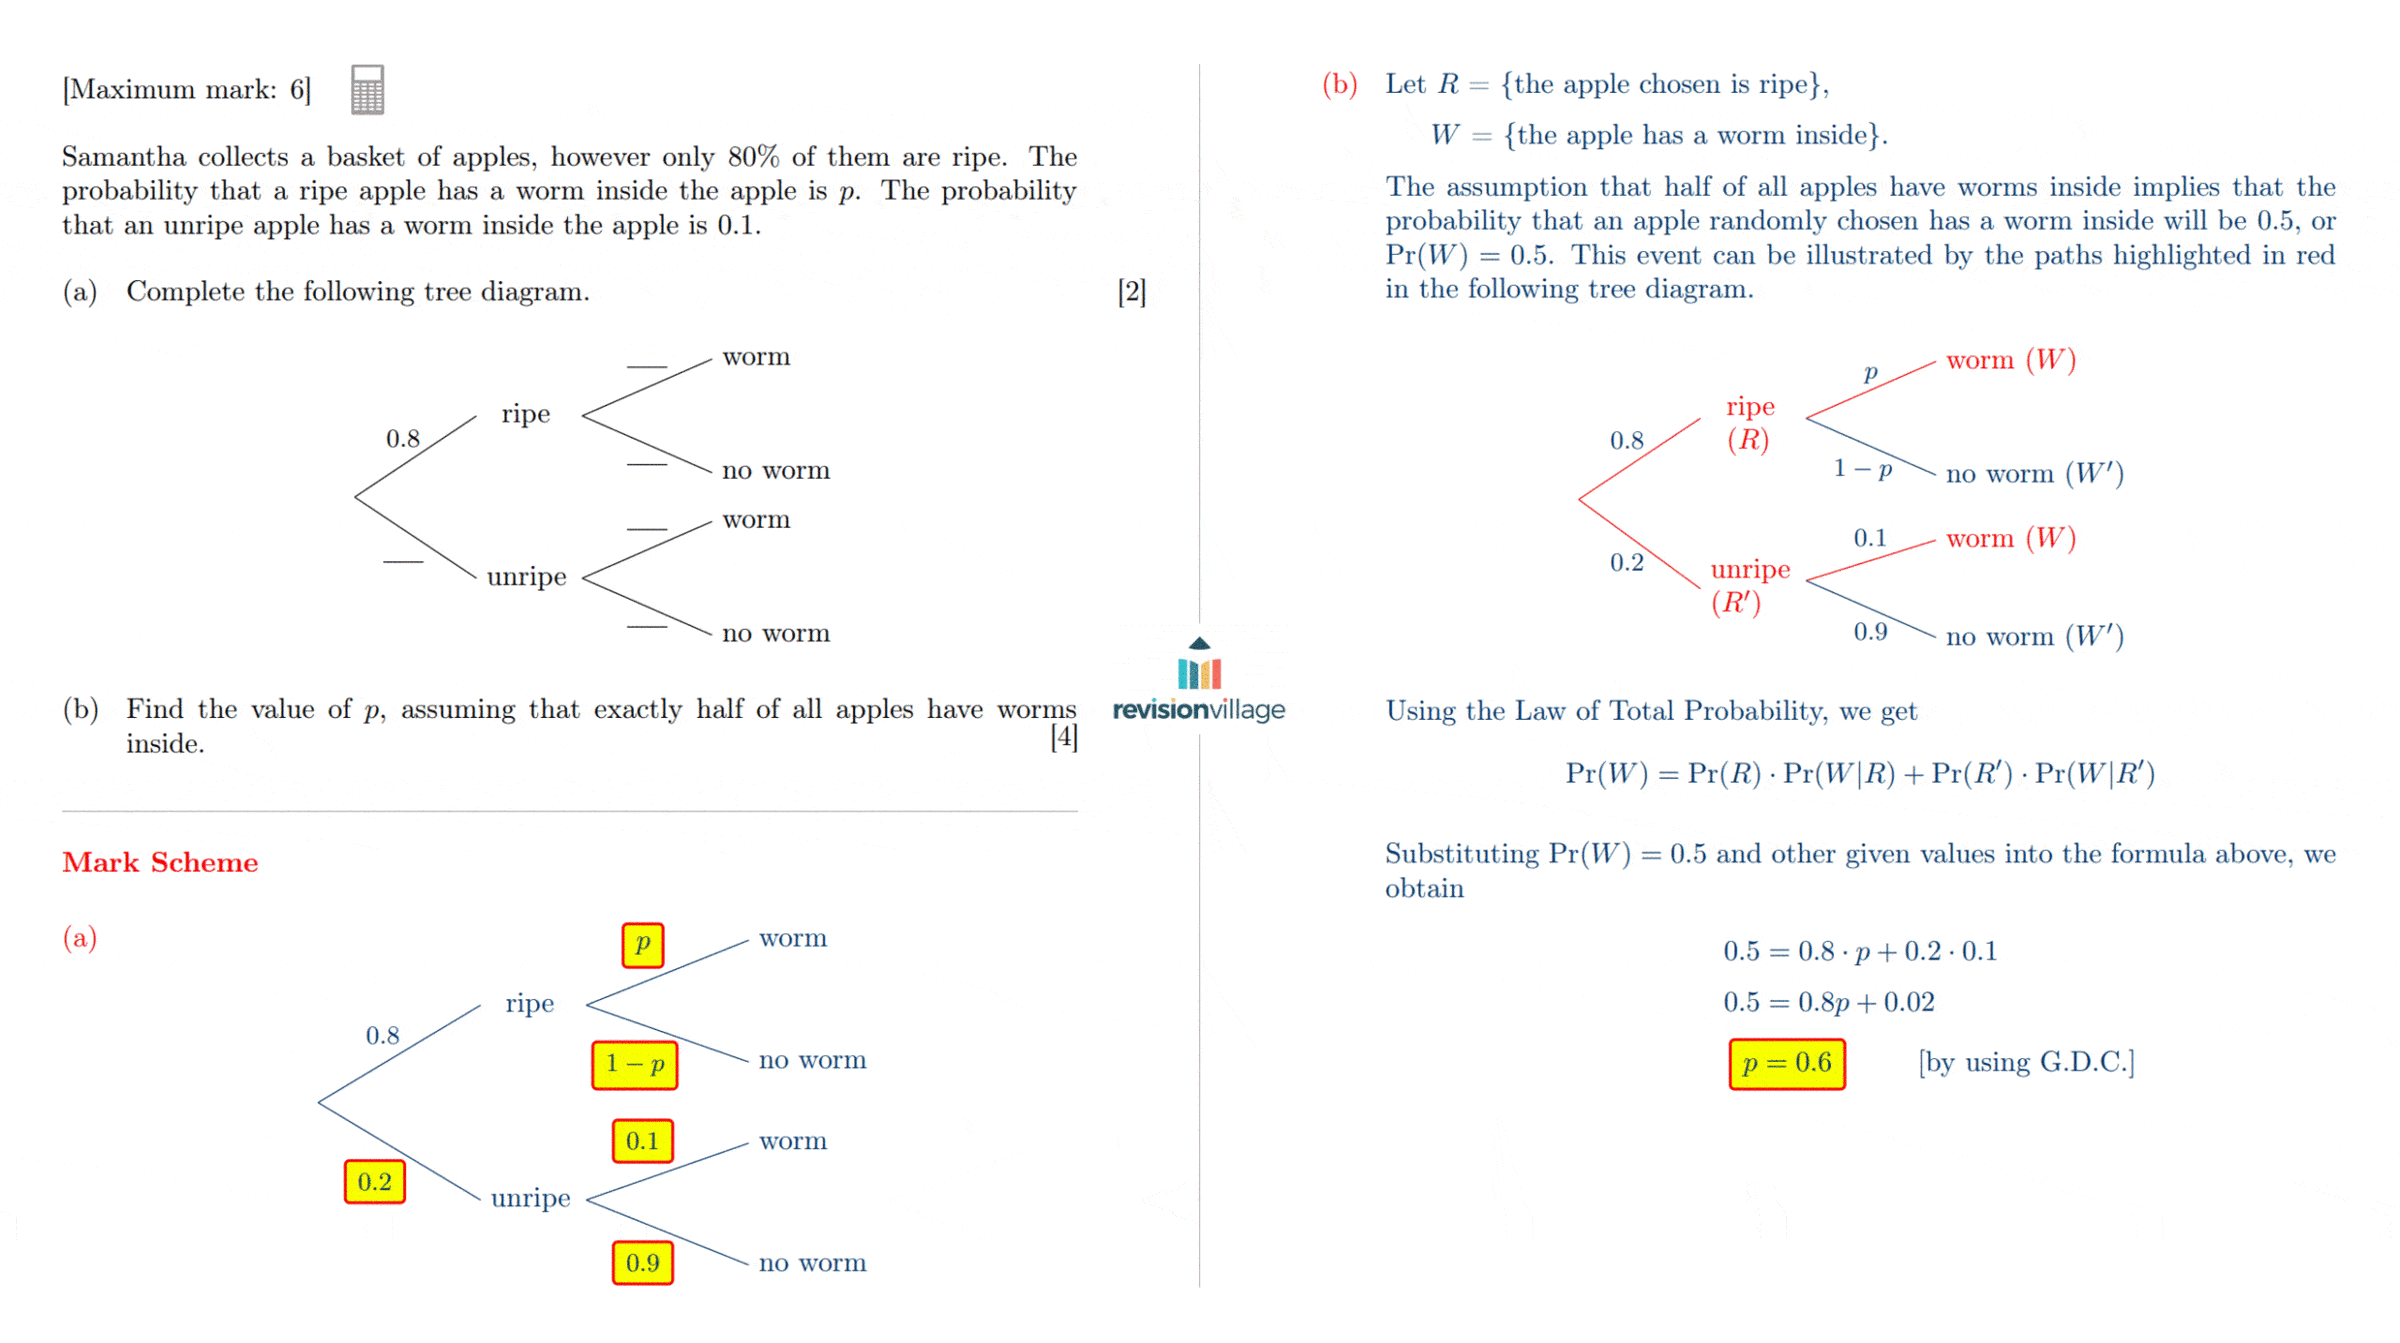 [Maximum mark: 6]
Samantha collects a basket of apples, however only 80% of them are ripe. The
probability that a ripe apple has a worm inside the apple is p. The probability
that an unripe apple has a worm inside the apple is 0.1.
(a) Complete the following tree diagram. [2]
worm
ripe
0.8
no worm
worm
unripe
no worm
(b) Find the value of p, assuming that exactly half of all apples have worms
inside. [4]
Mark Scheme
(a)
p
worm
ripe
0.8
1 − p
no worm
0.1
worm
0.2
unripe
0.9
no worm
revisionvillage
(b) Let R = {the apple chosen is ripe},
W = {the apple has a worm inside}.
The assumption that half of all apples have worms inside implies that the
probability that an apple randomly chosen has a worm inside will be 0.5, or
Pr(W) = 0.5. This event can be illustrated by the paths highlighted in red
in the following tree diagram.
worm (W)
p
ripe
(R)
0.8
1 − p
no worm (W′)
0.1
worm (W)
0.2
unripe
(R′)
0.9
no worm (W′)
Using the Law of Total Probability, we get
Pr(W) = Pr(R) · Pr(W|R) + Pr(R′) · Pr(W|R′)
Substituting Pr(W) = 0.5 and other given values into the formula above, we
obtain
0.5 = 0.8 · p + 0.2 · 0.1
0.5 = 0.8p + 0.02
p = 0.6 [by using G.D.C.]